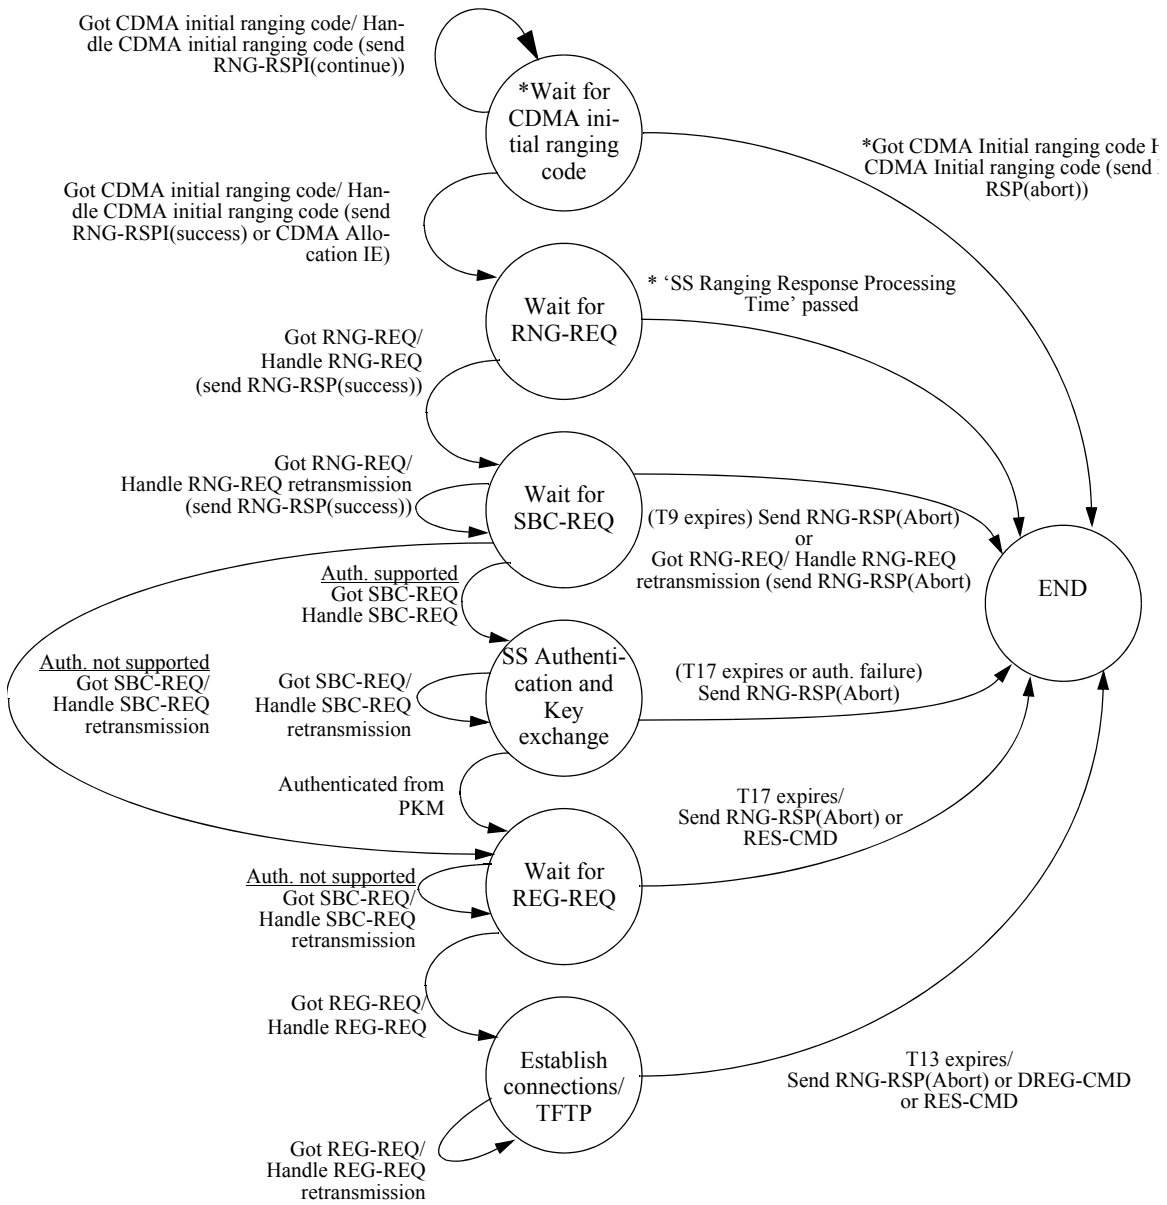 Got CDMA initial ranging code/ Han-
dle CDMA initial ranging code (send
RNG-RSPI(continue))
*Wait for
CDMA ini-
tial ranging
code
*Got CDMA Initial ranging code
CDMA Initial ranging code (send
RSP(abort))
Got CDMA initial ranging code/ Han-
dle CDMA initial ranging code (send
RNG-RSPI(success) or CDMA Allo-
cation IE)
Wait for
RNG-REQ
* ‘SS Ranging Response Processing
Time’ passed
Got RNG-REQ/
Handle RNG-REQ
(send RNG-RSP(success))
Got RNG-REQ/
Handle RNG-REQ retransmission
(send RNG-RSP(success))
Wait for
SBC-REQ
(T9 expires) Send RNG-RSP(Abort)
or
Got RNG-REQ/ Handle RNG-REQ
retransmission (send RNG-RSP(Abort)
END
Auth. supported
Got SBC-REQ
Handle SBC-REQ
Auth. not supported
Got SBC-REQ/
Handle SBC-REQ
retransmission
Got SBC-REQ/
Handle SBC-REQ
retransmission
SS Authenti-
cation and
Key
exchange
(T17 expires or auth. failure)
Send RNG-RSP(Abort)
Authenticated from
PKM
T17 expires/
Send RNG-RSP(Abort) or
RES-CMD
Wait for
REG-REQ
Auth. not supported
Got SBC-REQ/
Handle SBC-REQ
retransmission
Got REG-REQ/
Handle REG-REQ
Establish
connections/
TFTP
T13 expires/
Send RNG-RSP(Abort) or DREG-CMD
or RES-CMD
Got REG-REQ/
Handle REG-REQ
retransmission